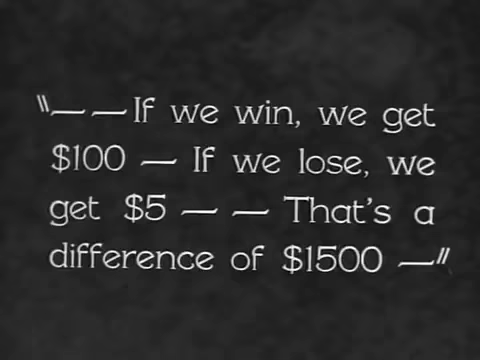 "— — If we win, we get
$100 — If we lose, we
get $5 — — That's a
difference of $1500 —"